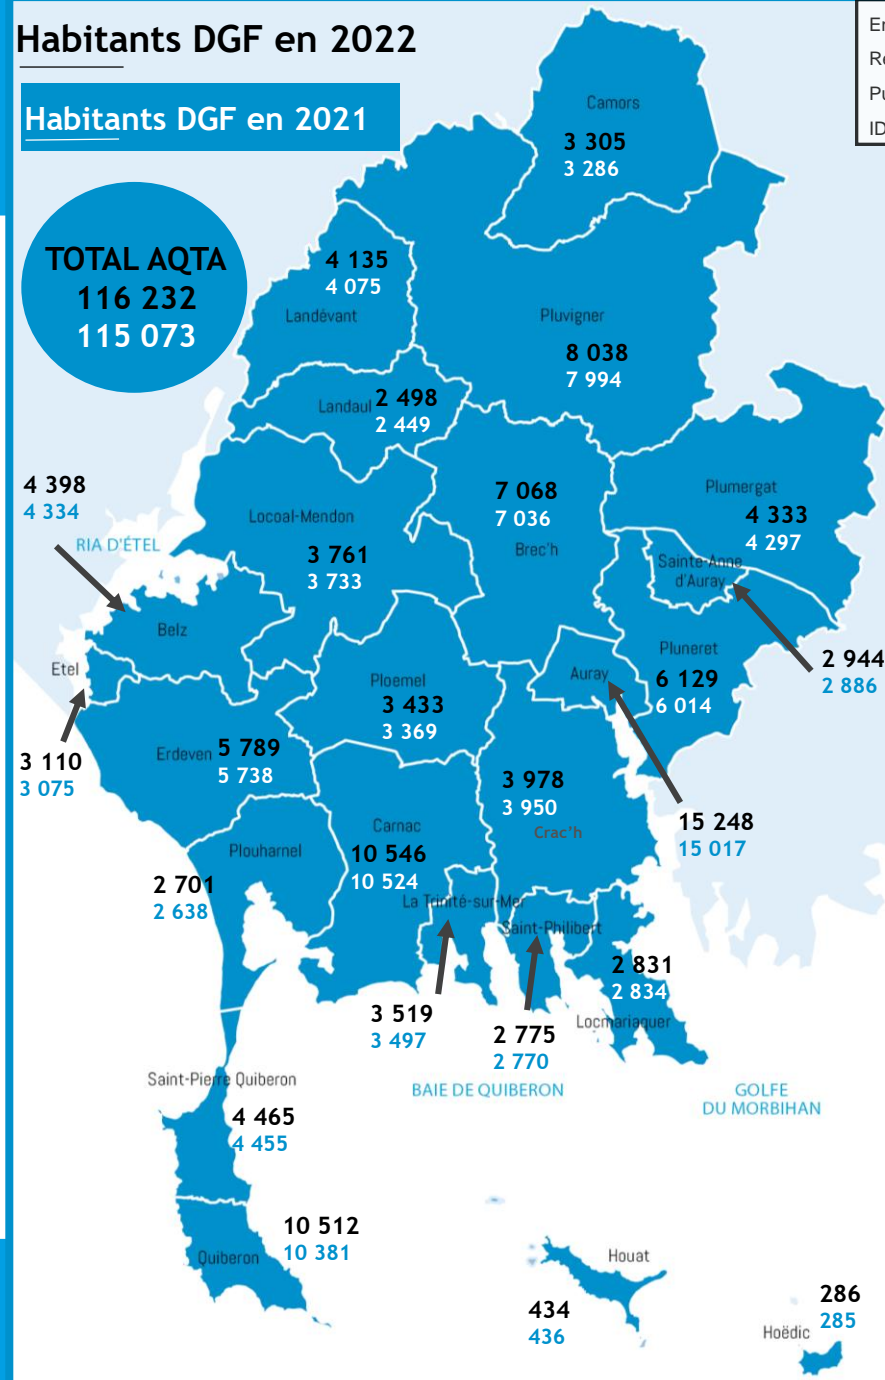 Habitants DGF en 2022
Habitants DGF en 2021
TOTAL AQTA
116 232
115 073
Camors
3 305
3 286
4 135
4 075
Landévant
Pluvigner
8 038
7 994
Landaul
2 498
2 449
4 398
4 334
RIA D'ÉTEL
Locoal-Mendon
3 761
3 733
7 068
7 036
Brec'h
Plumergat
4 333
4 297
Sainte-Anne
d'Auray
2 944
2 886
Belz
Etel
3 110
3 075
Ploemel
3 433
3 369
Auray
15 248
15 017
Pluneret
6 129
6 014
Erdeven
5 789
5 738
3 978
3 950
Crac'h
Carnac
10 546
10 524
Plouharnel
2 701
2 638
La Trinité-sur-Mer
3 519
3 497
Saint-Philibert
2 775
2 770
2 831
2 834
Locmariaquer
BAIE DE QUIBERON
GOLFE
DU MORBIHAN
Saint-Pierre Quiberon
4 465
4 455
10 512
10 381
Quiberon
Houat
434
436
286
285
Hoëdic